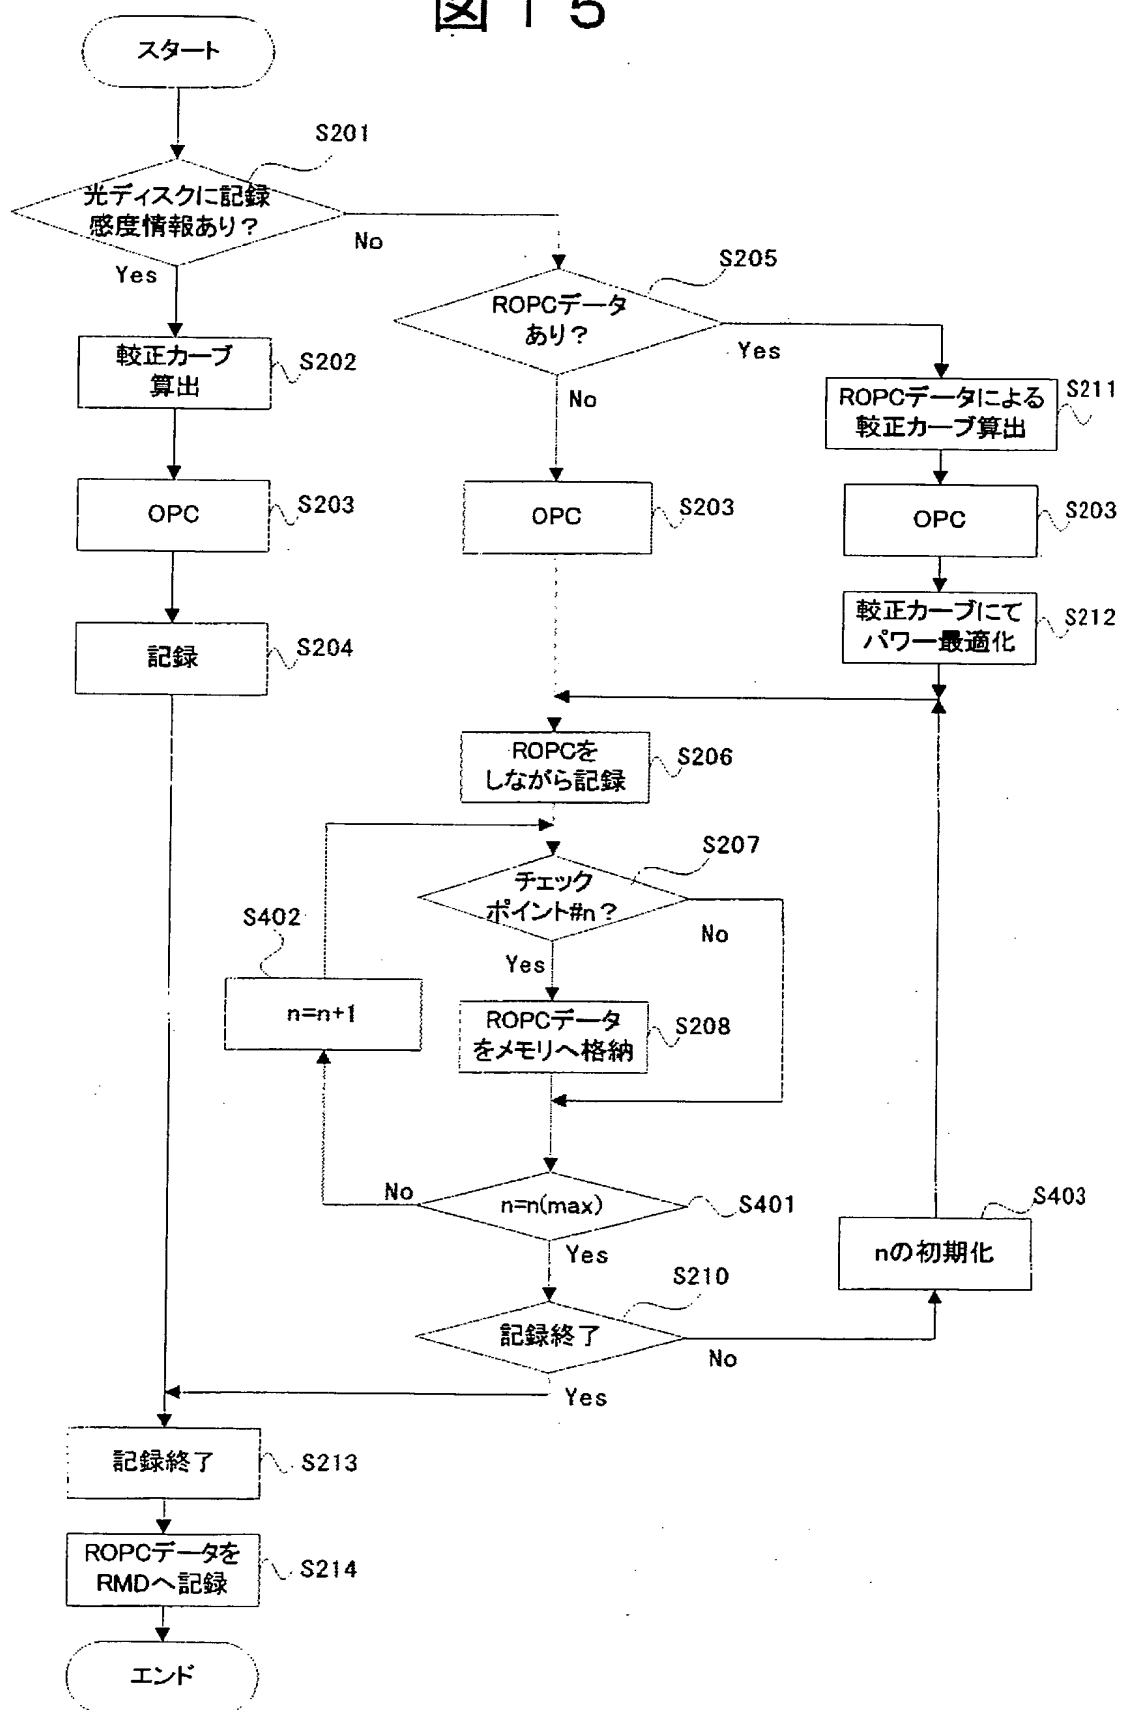 図15
スタート
S201
光ディスクに記録
感度情報あり？
No
Yes
S205
ROPCデータ
あり？
Yes
No
較正カーブ
算出
S202
ROPCデータによる
較正カーブ算出
S211
OPC
S203
OPC
S203
OPC
S203
較正カーブにて
パワー最適化
S212
記録
S204
ROPCを
しながら記録
S206
S207
チェック
ポイント#n？
No
Yes
S402
n=n+1
ROPCデータ
をメモリへ格納
S208
n=n(max)
No
S401
Yes
S403
nの初期化
S210
記録終了
No
Yes
記録終了
S213
ROPCデータを
RMDへ記録
S214
エンド